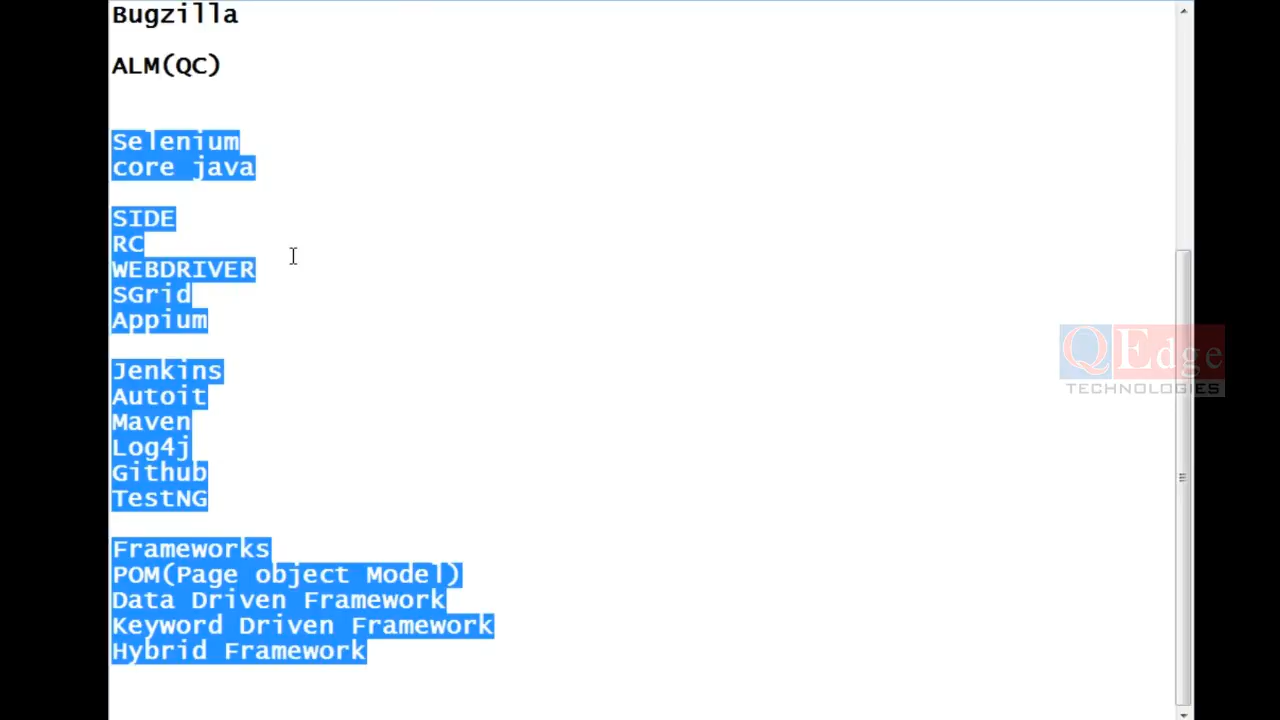 Bugzilla
ALM(QC)
Selenium
core java
SIDE
RC
WEBDRIVER
SGrid
Appium
Jenkins
Autoit
Maven
Log4j
Github
TestNG
Frameworks
POM(Page object Model)
Data Driven Framework
Keyword Driven Framework
Hybrid Framework
QEdge
TECHNOLOGIES